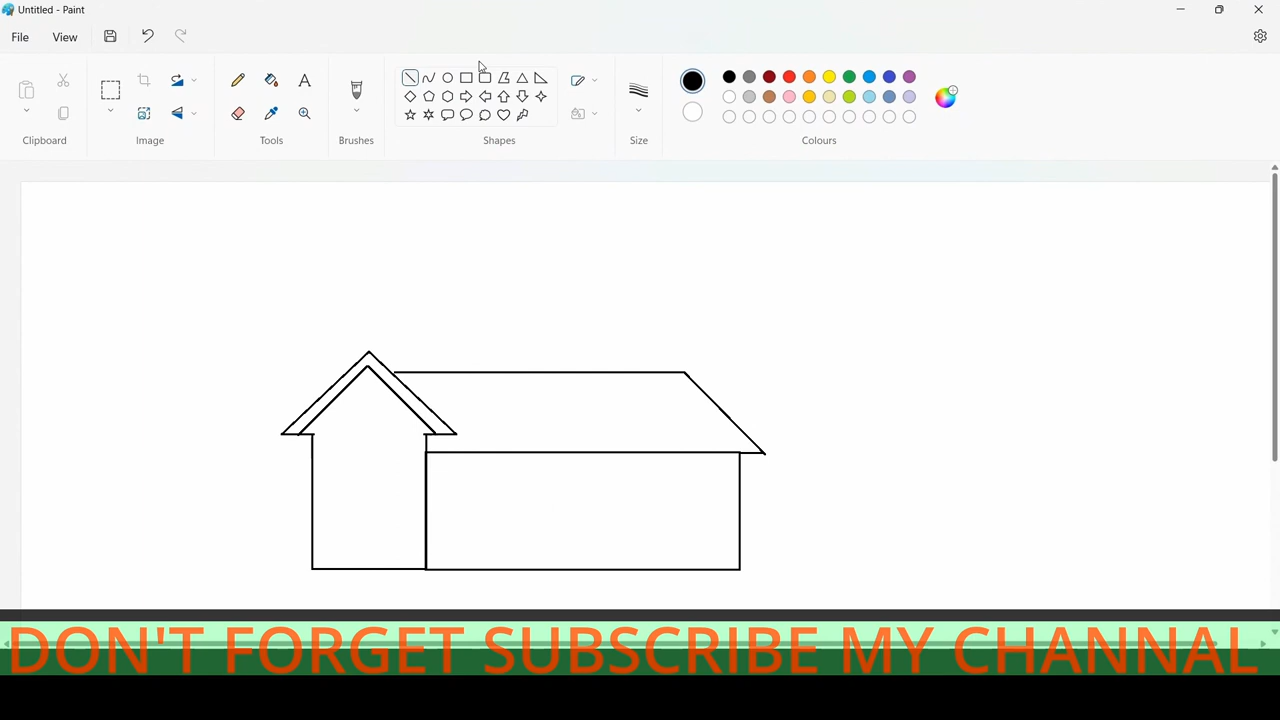 Untitled - Paint
File View
Clipboard Image Tools Brushes Shapes Size Colours
DON'T FORGET SUBSCRIBE MY CHANNAL